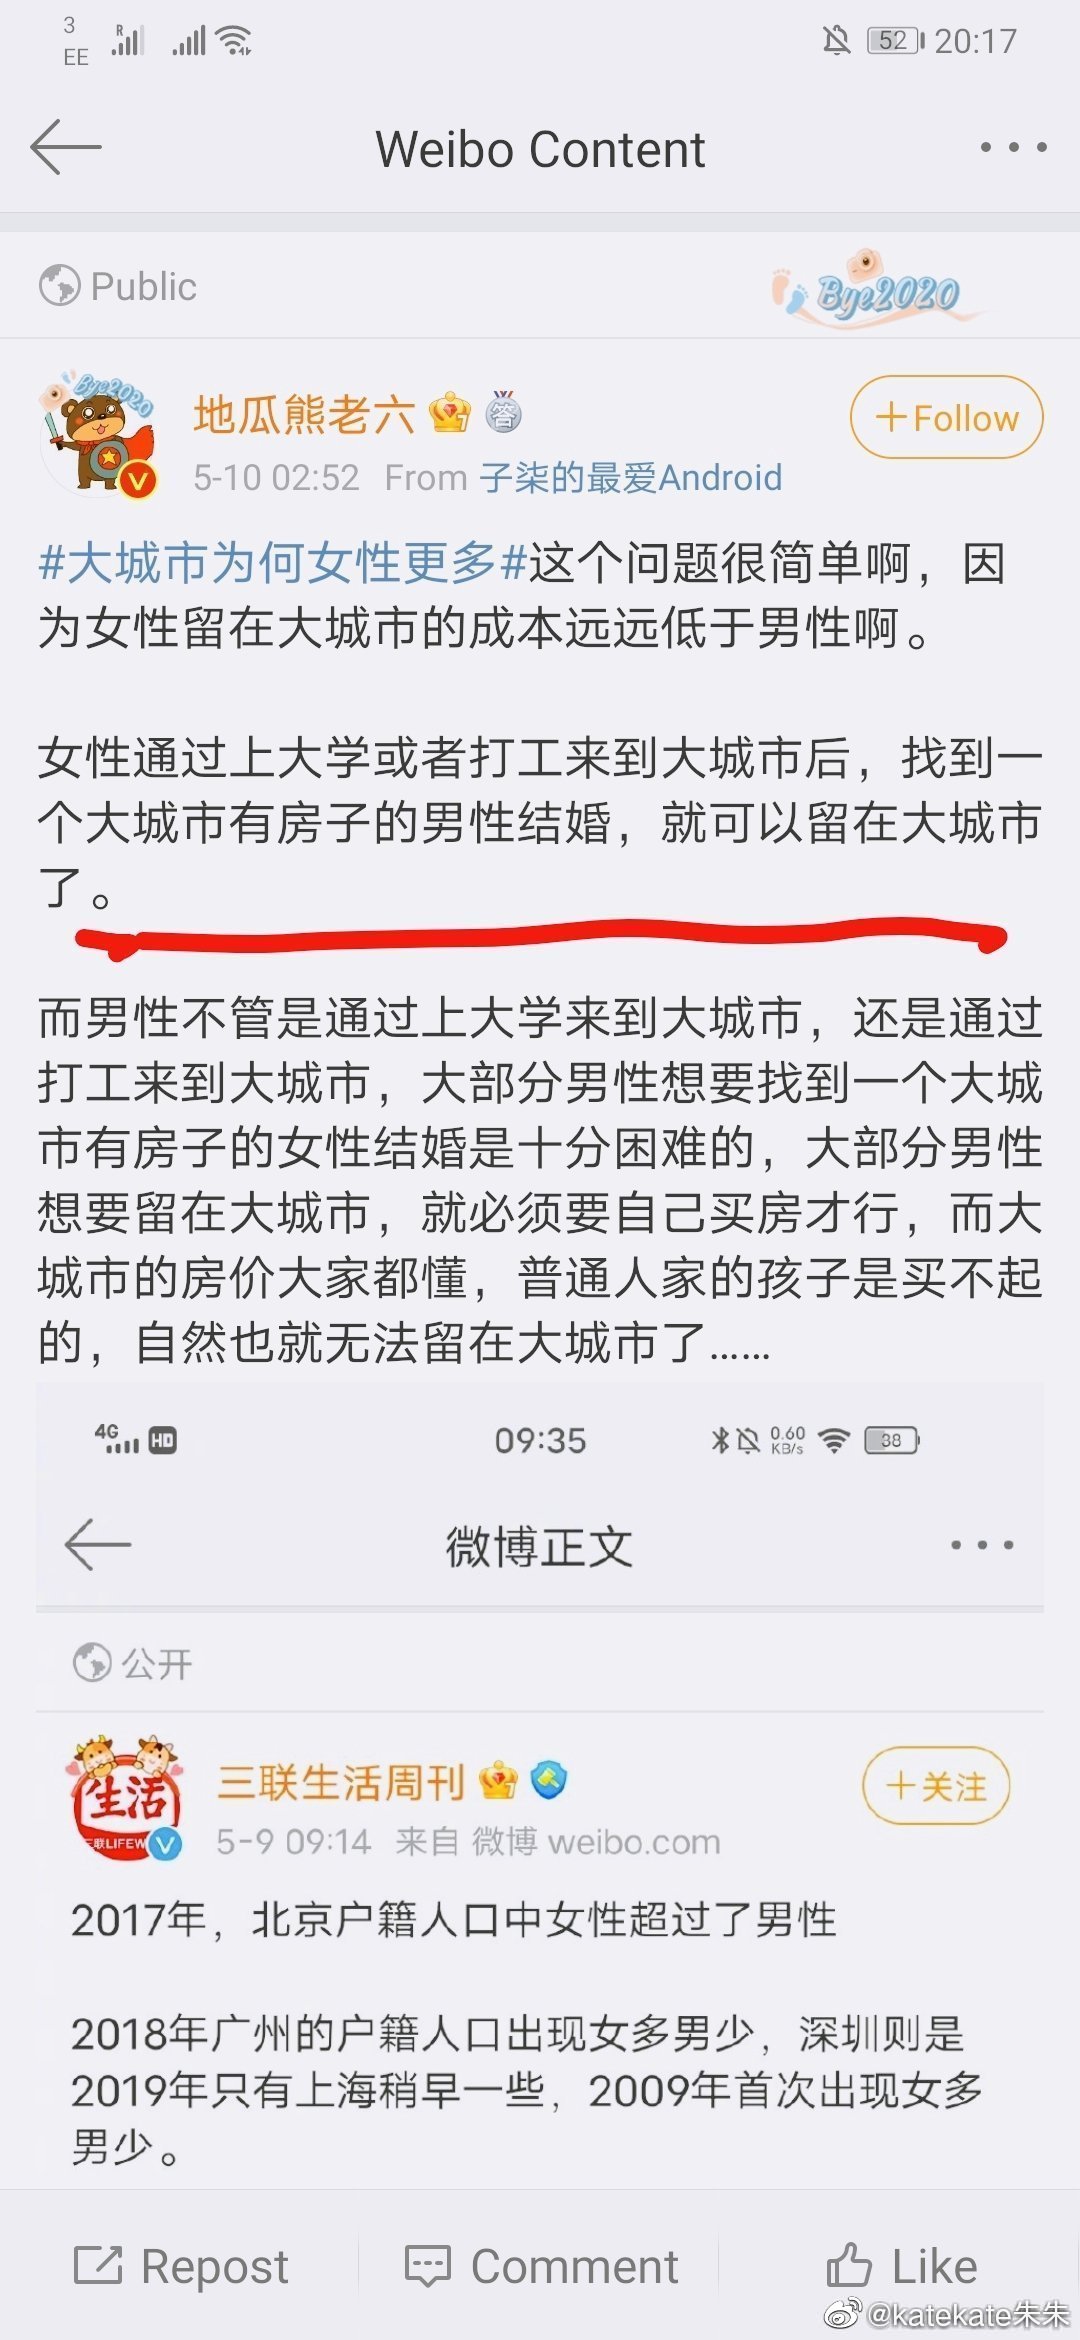 3
EE
R
52
20:17
Weibo Content
Public
Bye2020
Bye2020
地瓜熊老六
答
+Follow
5-10 02:52 From 子柒的最爱Android
#大城市为何女性更多#这个问题很简单啊，因
为女性留在大城市的成本远远低于男性啊。
女性通过上大学或者打工来到大城市后，找到一
个大城市有房子的男性结婚，就可以留在大城市
了。
而男性不管是通过上大学来到大城市，还是通过
打工来到大城市，大部分男性想要找到一个大城
市有房子的女性结婚是十分困难的，大部分男性
想要留在大城市，就必须要自己买房才行，而大
城市的房价大家都懂，普通人家的孩子是买不起
的，自然也就无法留在大城市了......
4G HD
09:35
0.60
KB/s
38
微博正文
公开
生活
三联LIFEW
三联生活周刊
+关注
5-9 09:14 来自 微博 weibo.com
2017年，北京户籍人口中女性超过了男性
2018年广州的户籍人口出现女多男少，深圳则是
2019年只有上海稍早一些，2009年首次出现女多
男少。
Repost
Comment
Like
@katekate朱朱